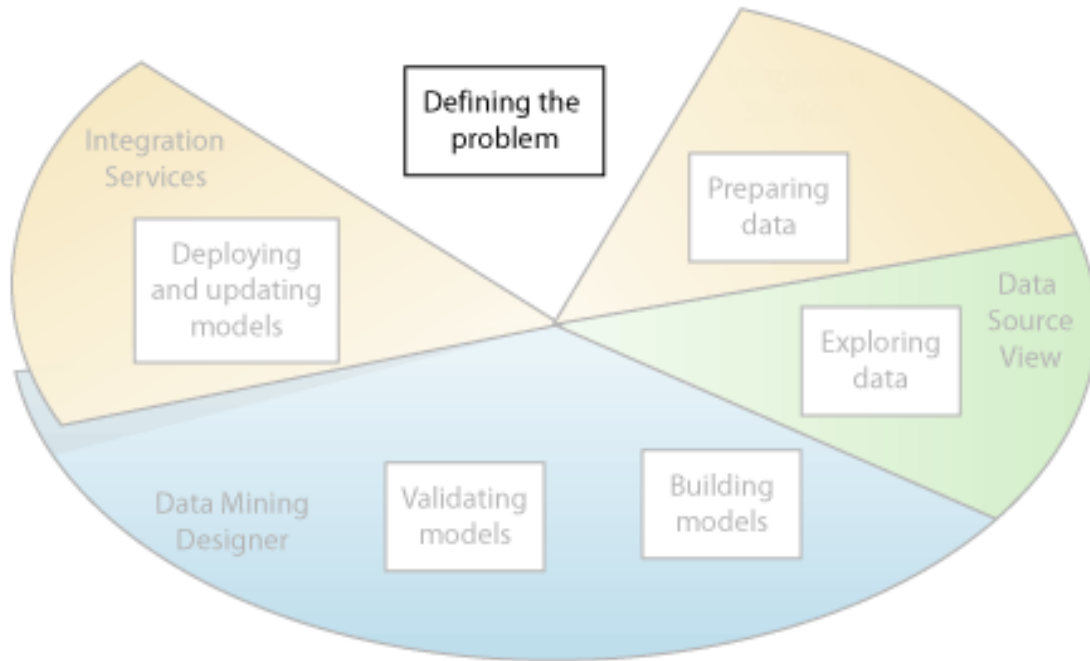 Defining the
problem
Integration
Services
Preparing
data
Deploying
and updating
models
Data
Source
View
Exploring
data
Data Mining
Designer
Validating
models
Building
models